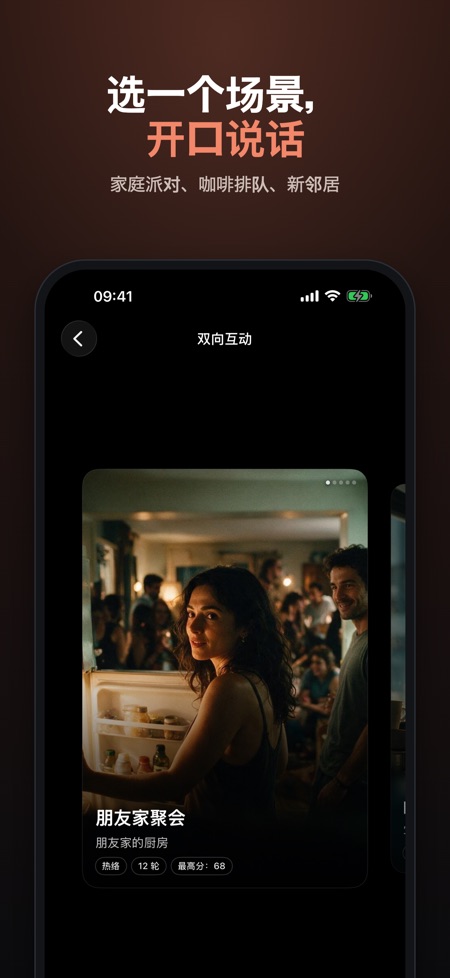 选一个场景,
开口说话
家庭派对、咖啡排队、新邻居
09:41
双向互动
朋友家聚会
朋友家的厨房
热络
12 轮
最高分：68